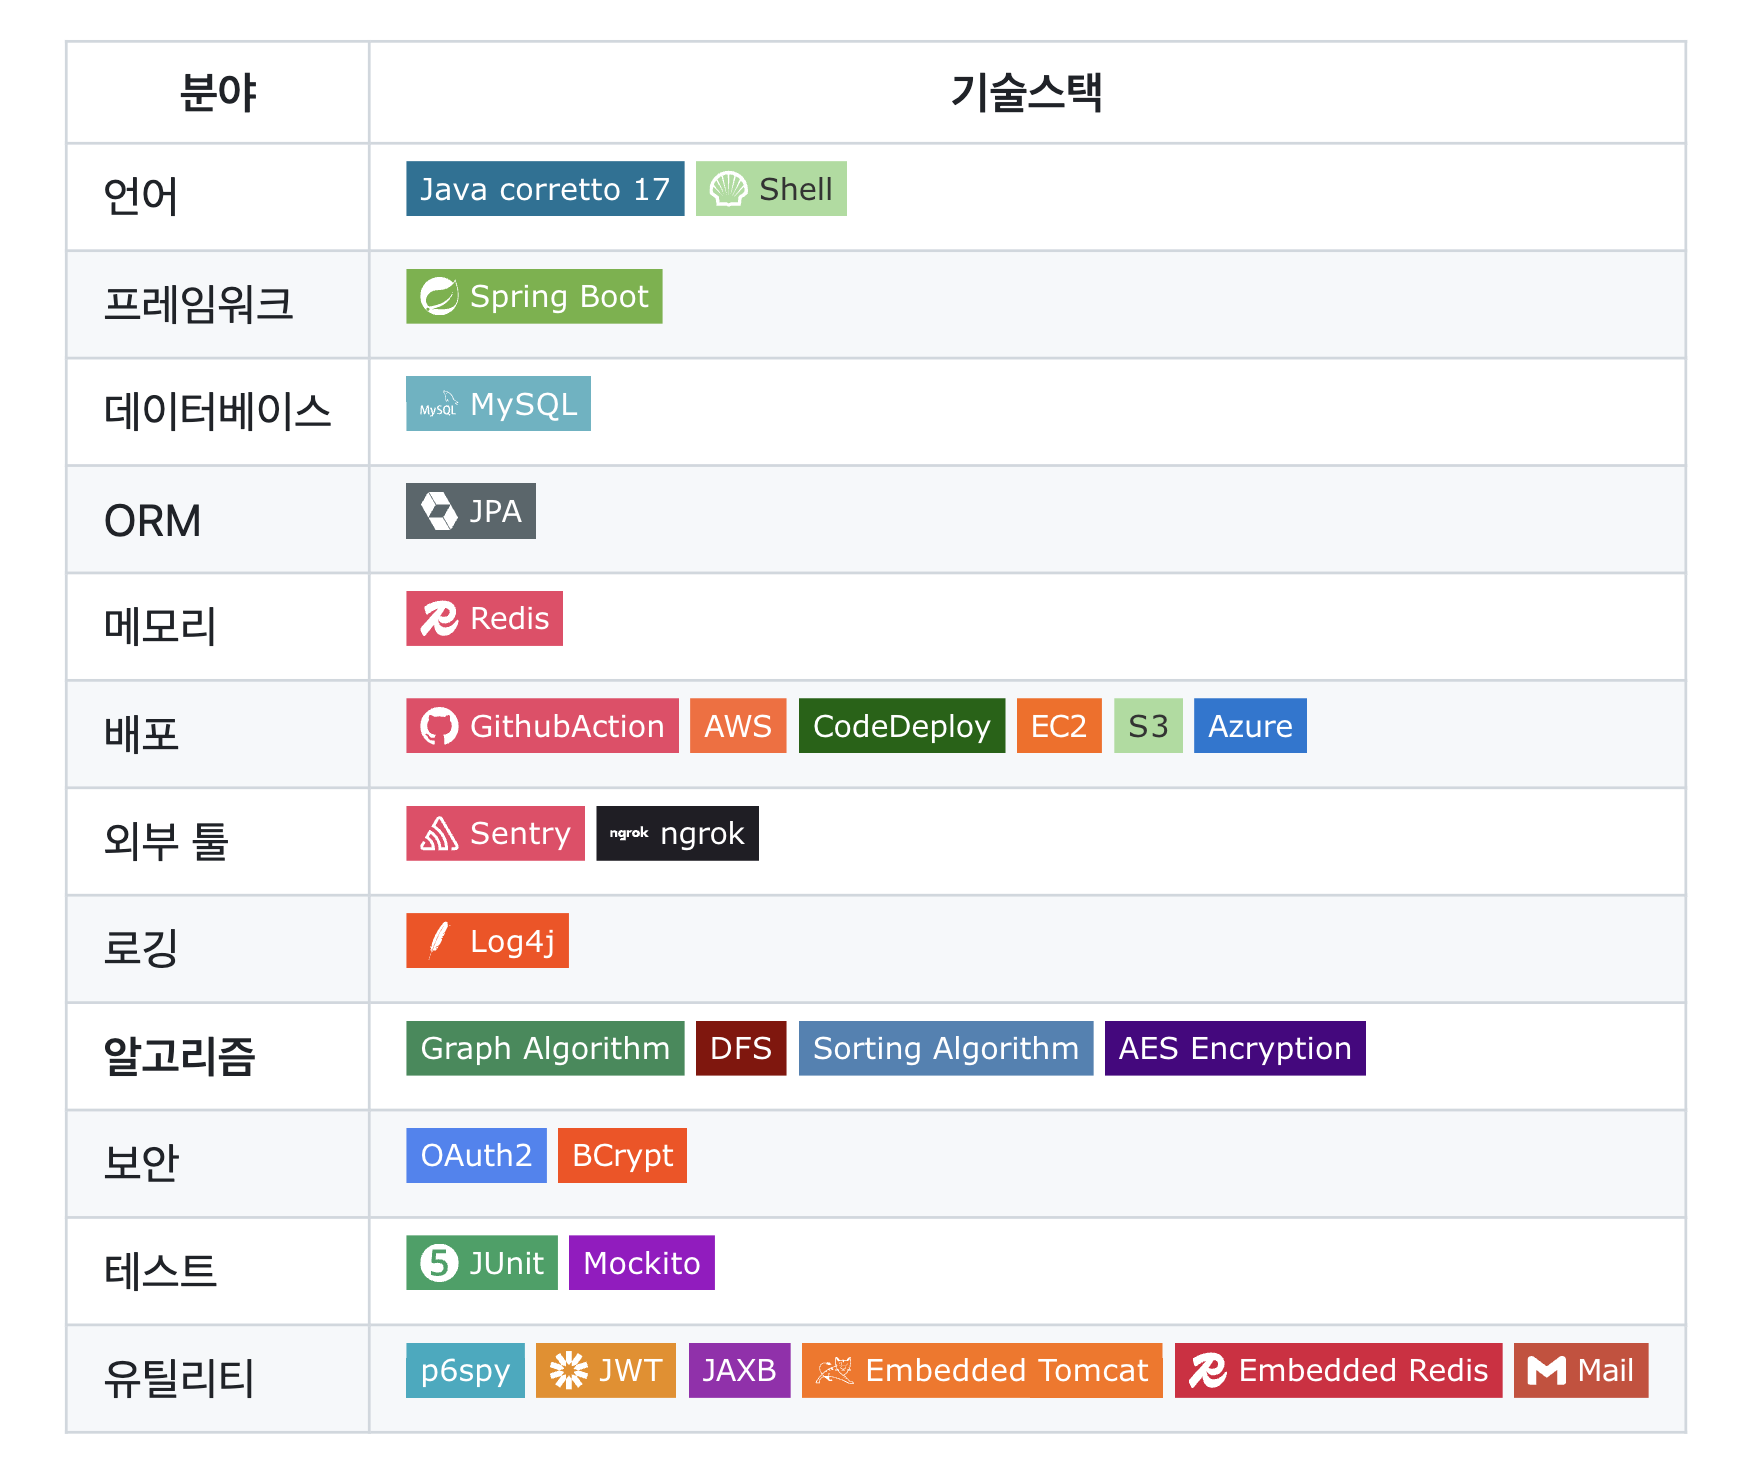 분야 기술스택
언어 Java corretto 17 Shell
프레임워크 Spring Boot
데이터베이스 MySQL MySQL
ORM JPA
메모리 Redis
배포 GithubAction AWS CodeDeploy EC2 S3 Azure
외부 툴 Sentry ngrok ngrok
로깅 Log4j
알고리즘 Graph Algorithm DFS Sorting Algorithm AES Encryption
보안 OAuth2 BCrypt
테스트 5 JUnit Mockito
유틸리티 p6spy JWT JAXB Embedded Tomcat Embedded Redis Mail